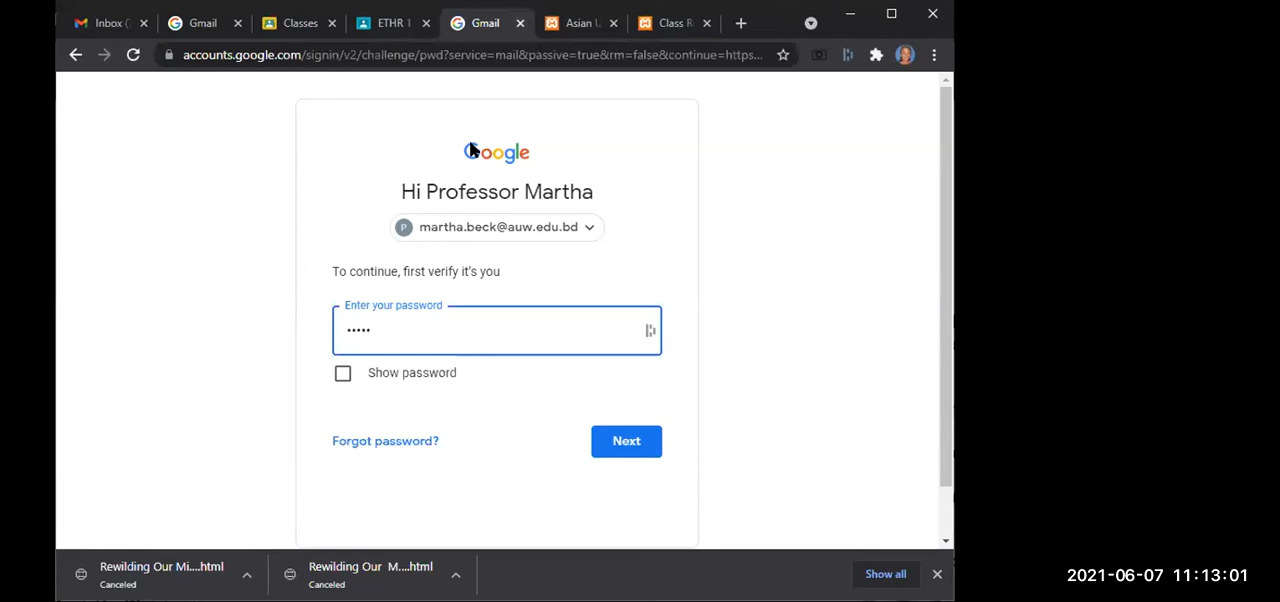 Inbox (
Gmail
Classes
ETHR 1
Gmail
Asian U
Class R
accounts.google.com/signin/v2/challenge/pwd?service=mail&passive=true&rm=false&continue=https...
Google
Hi Professor Martha
P martha.beck@auw.edu.bd
To continue, first verify it's you
Enter your password
•••••
Show password
Forgot password?
Next
Rewilding Our Mi....html
Canceled
Rewilding Our M....html
Canceled
Show all
2021-06-07 11:13:01